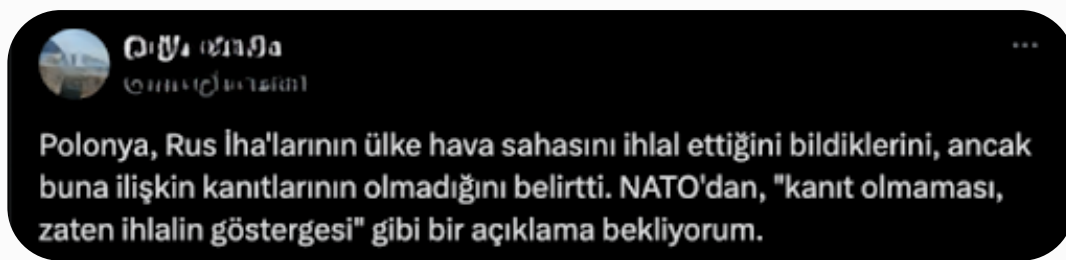 Polonya, Rus İha'larının ülke hava sahasını ihlal ettiğini bildiklerini, ancak
buna ilişkin kanıtlarının olmadığını belirtti. NATO'dan, "kanıt olmaması,
zaten ihlalin göstergesi" gibi bir açıklama bekliyorum.